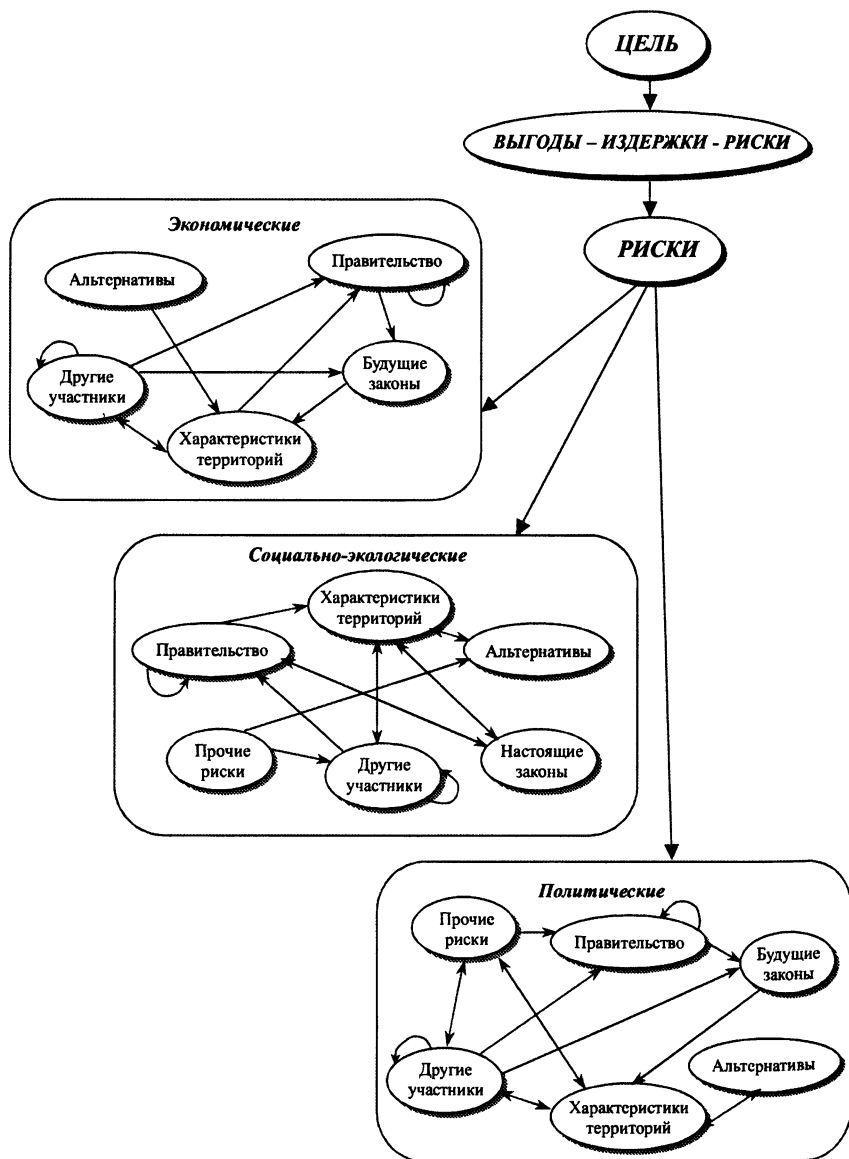 ЦЕЛЬ
ВЫГОДЫ – ИЗДЕРЖКИ - РИСКИ
РИСКИ
Экономические
Альтернативы
Правительство
Другие
участники
Будущие
законы
Характеристики
территорий
Социально-экологические
Характеристики
территорий
Правительство
Альтернативы
Прочие
риски
Другие
участники
Настоящие
законы
Политические
Прочие
риски
Правительство
Будущие
законы
Другие
участники
Альтернативы
Характеристики
территорий